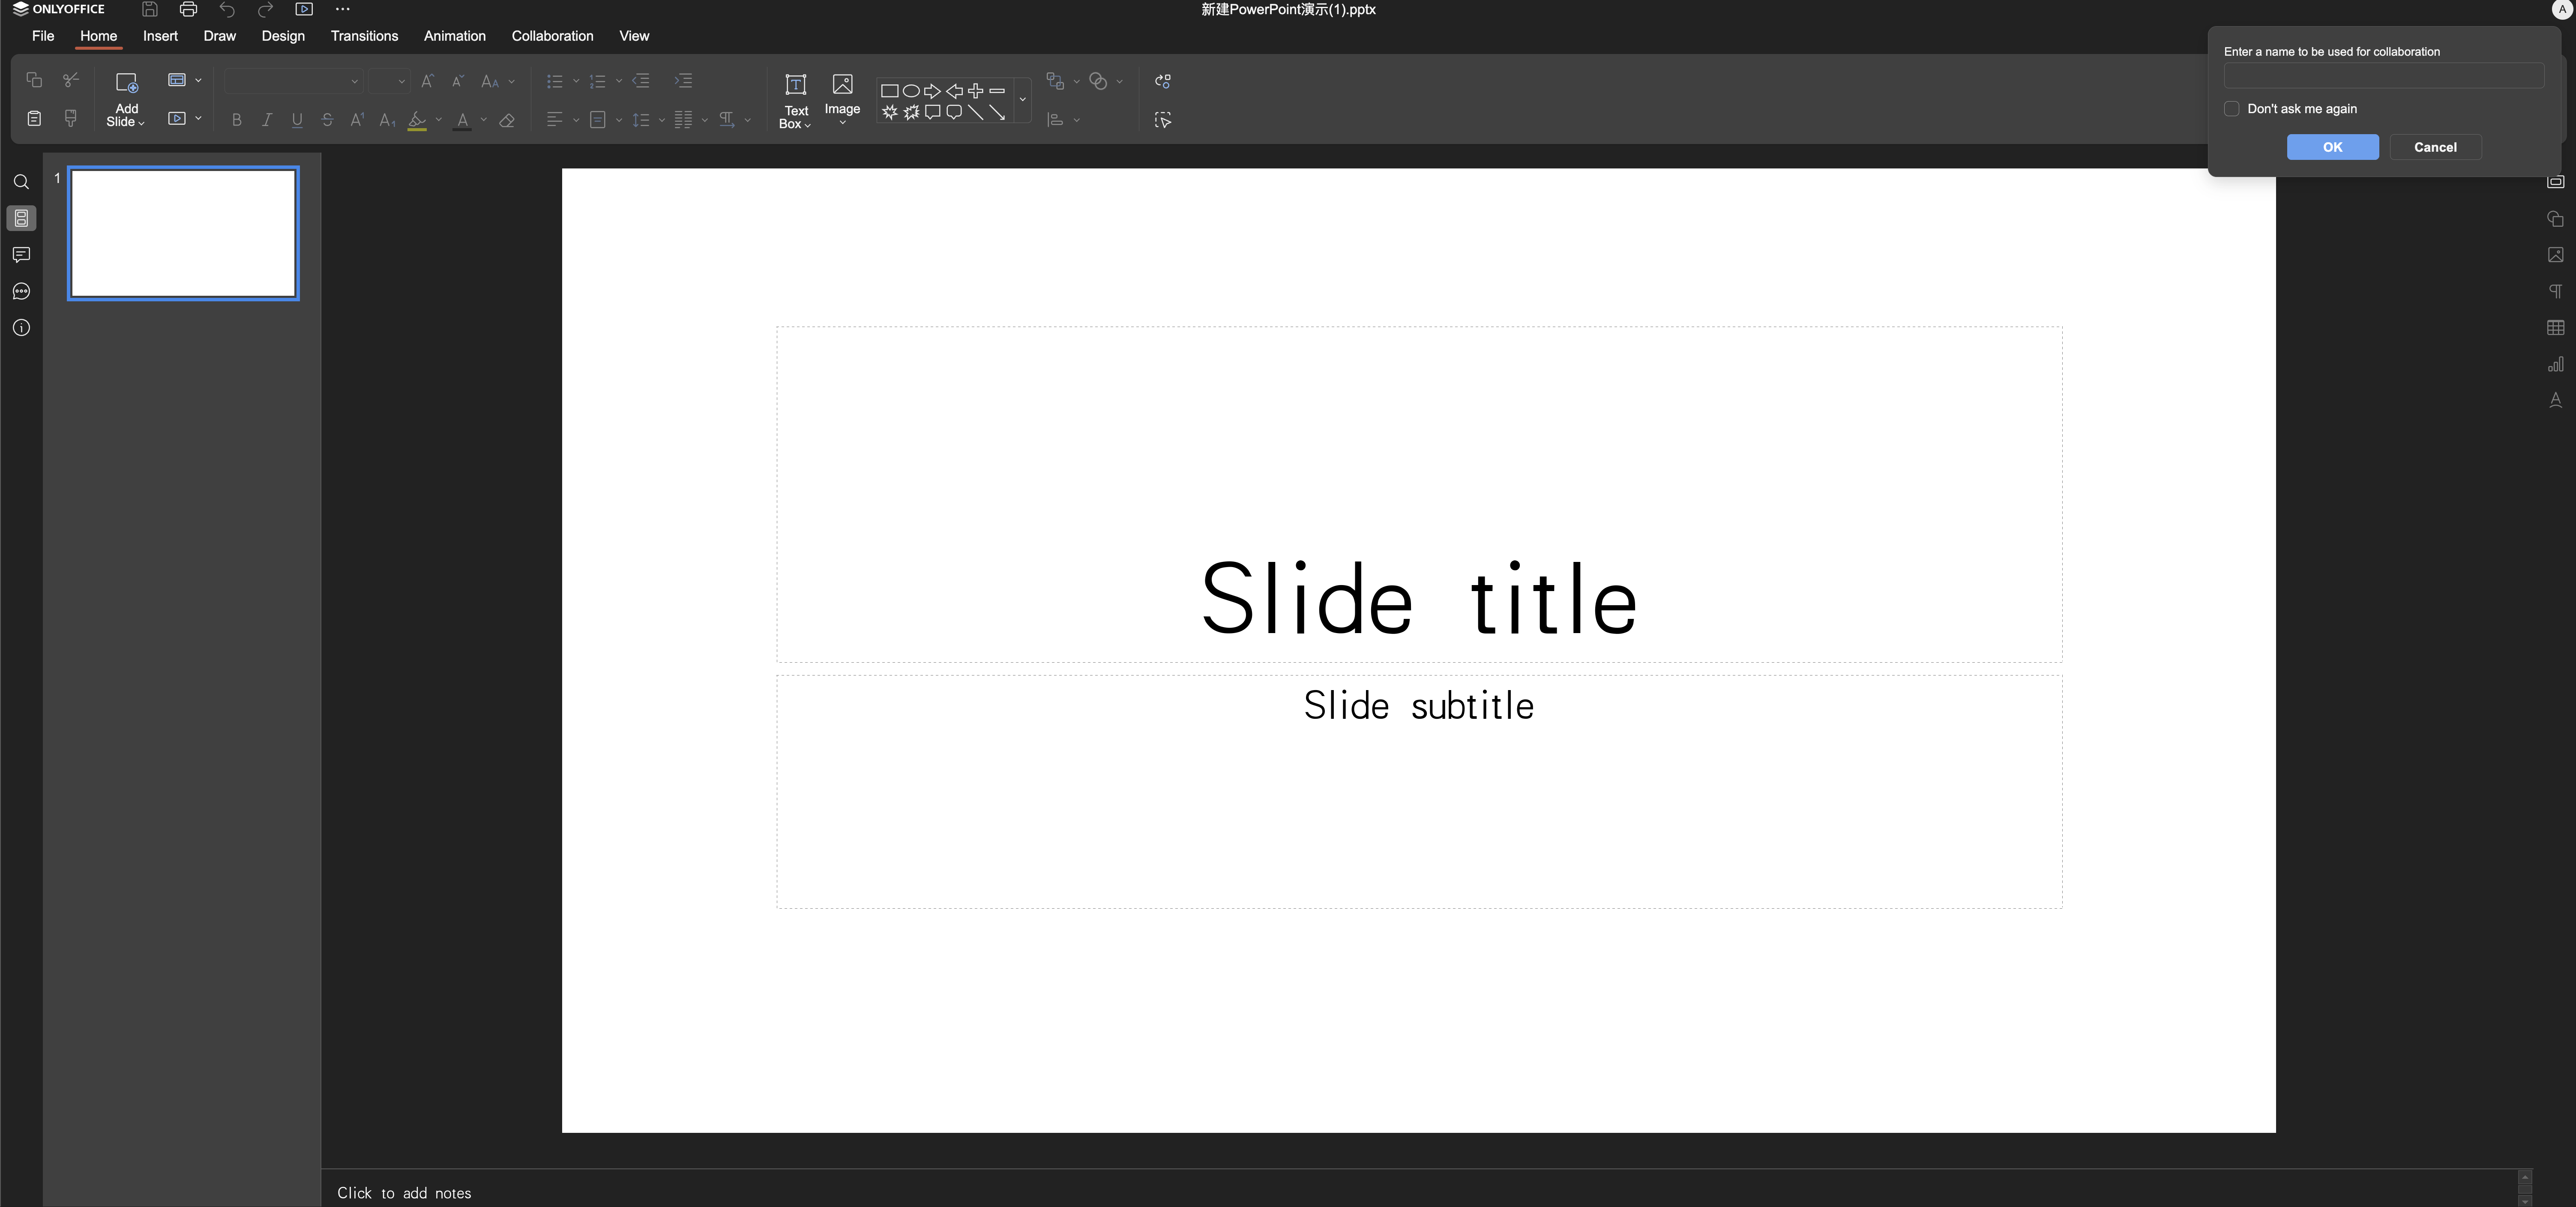 ONLYOFFICE
新建PowerPoint演示(1).pptx
A
File Home Insert Draw Design Transitions Animation Collaboration View
Enter a name to be used for collaboration
Don't ask me again
OK Cancel
Add
Slide
Text
Box
Image
1
Slide title
Slide subtitle
Click to add notes